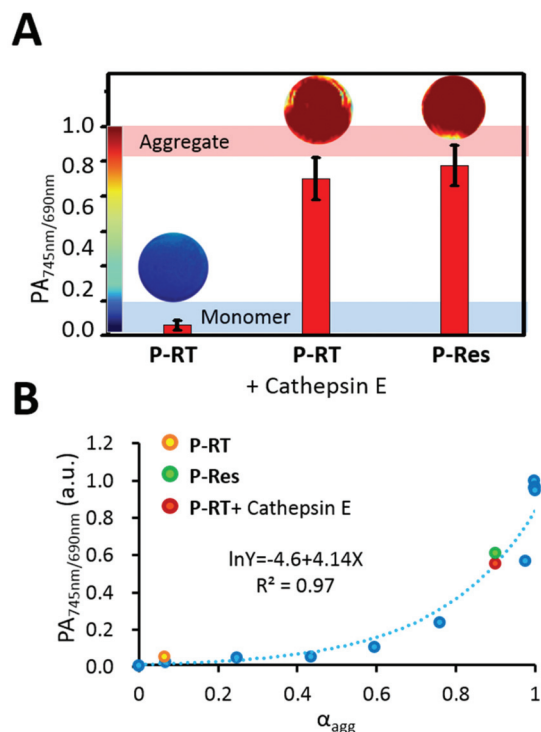 A
PA745nm/690nm
1.0
0.8
0.6
0.4
0.2
0.0
Aggregate
Monomer
P-RT
P-RT
P-Res
+ Cathepsin E
B
PA745nm/690nm (a.u.)
1.2
1.0
0.8
0.6
0.4
0.2
0.0
P-RT
P-Res
P-RT+ Cathepsin E
lnY=-4.6+4.14X
R² = 0.97
0
0.2
0.4
0.6
0.8
1
αagg